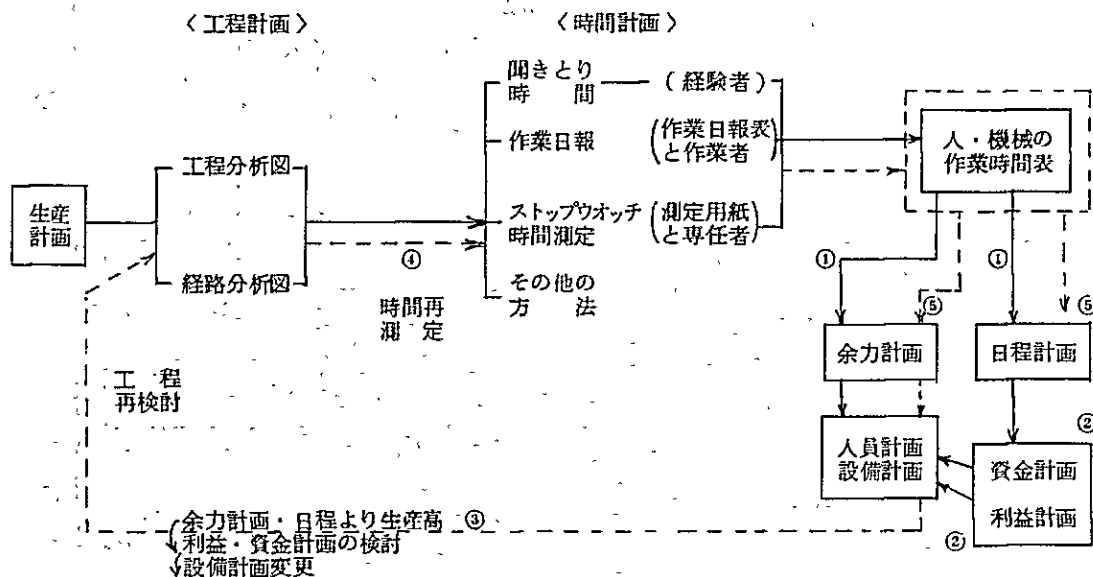 〈工程計画〉
〈時間計画〉
聞きとり
時間
(経験者)
作業日報
(作業日報表
と作業者)
ストップウオッチ
時間測定
(測定用紙
と専任者)
その他の
方法
生産
計画
工程分析図
経路分析図
④
時間再
測定
人・機械の
作業時間表
①
①
⑤
⑤
余力計画
日程計画
工程
再検討
人員計画
設備計画
②
資金計画
利益計画
②
余力計画・日程より生産高 ③
利益・資金計画の検討
設備計画変更